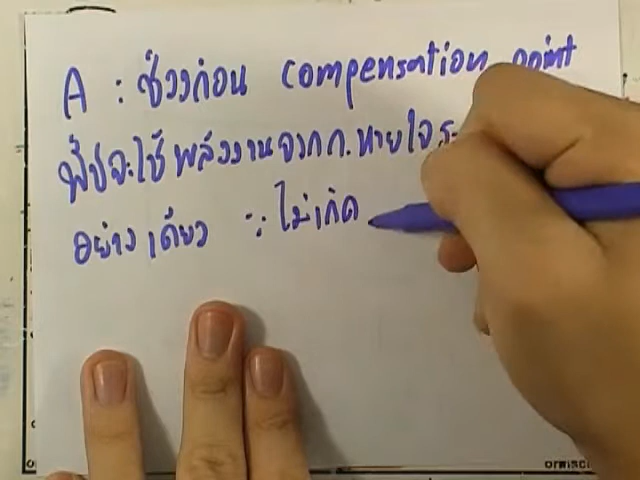 A : ช่วงก่อน compensation point
พืชจะใช้พลังงานจากก.หายใจระ
อย่างเดียว ∵ ไม่เกิด